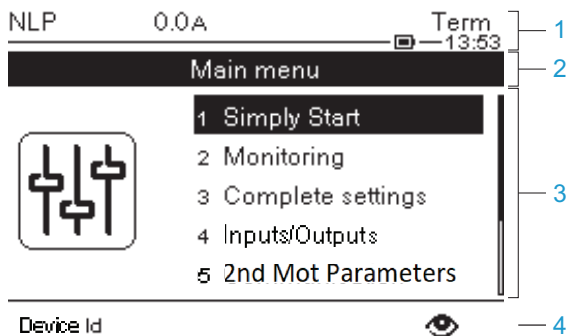 NLP 0.0A Term
13:53
1
Main menu
2
1 Simply Start
2 Monitoring
3 Complete settings
4 Inputs/Outputs
5 2nd Mot Parameters
3
Device Id
4